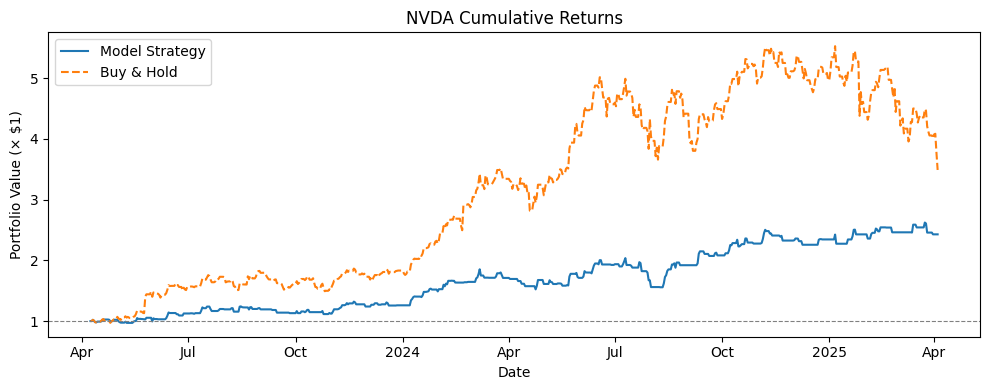 NVDA Cumulative Returns
Model Strategy
Buy & Hold
Portfolio Value (× $1)
5
4
3
2
1
Apr Jul Oct 2024 Apr Jul Oct 2025 Apr
Date